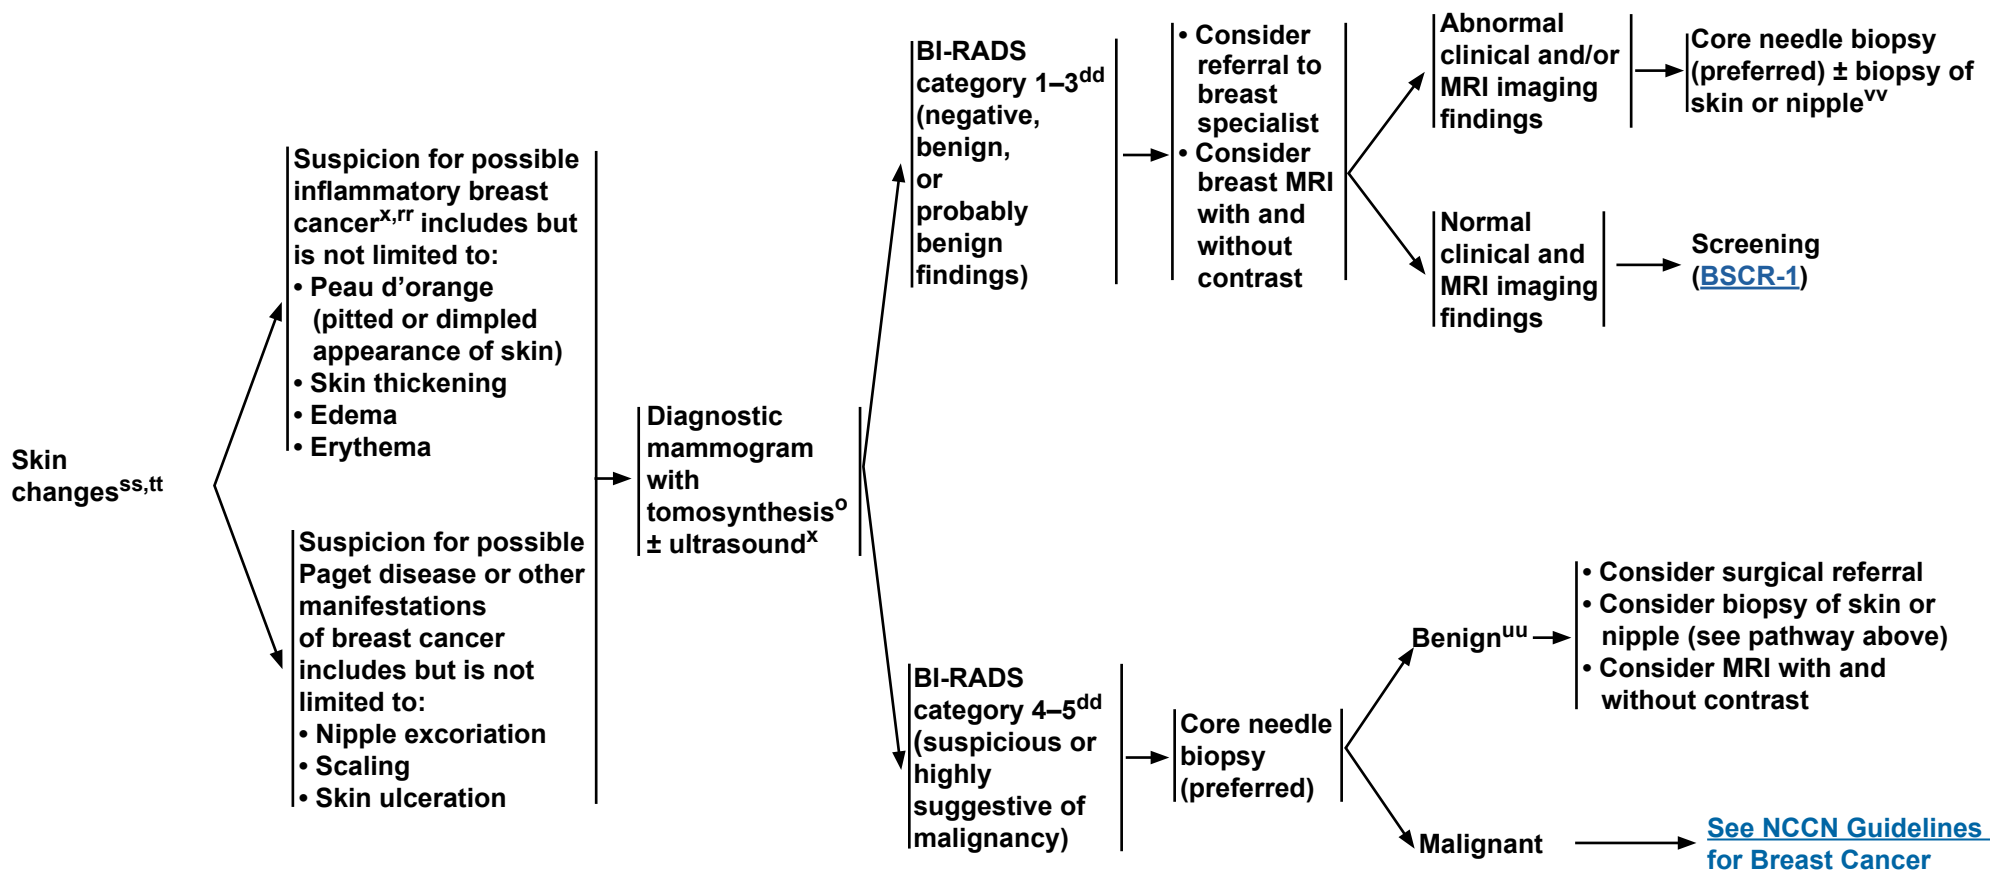 Skin
changesss,tt
Suspicion for possible
inflammatory breast
cancerx,rr includes but
is not limited to:
• Peau d’orange
(pitted or dimpled
appearance of skin)
• Skin thickening
• Edema
• Erythema
Suspicion for possible
Paget disease or other
manifestations
of breast cancer
includes but is not
limited to:
• Nipple excoriation
• Scaling
• Skin ulceration
Diagnostic
mammogram
with
tomosynthesiso
± ultrasoundx
BI-RADS
category 1–3dd
(negative,
benign,
or
probably
benign
findings)
• Consider
referral to
breast
specialist
• Consider
breast MRI
with and
without
contrast
Abnormal
clinical and/or
MRI imaging
findings
Core needle biopsy
(preferred) ± biopsy of
skin or nipplevv
Normal
clinical and
MRI imaging
findings
Screening
(BSCR-1)
BI-RADS
category 4–5dd
(suspicious or
highly
suggestive of
malignancy)
Core needle
biopsy
(preferred)
Benignuu
• Consider surgical referral
• Consider biopsy of skin or
nipple (see pathway above)
• Consider MRI with and
without contrast
Malignant
See NCCN Guidelines
for Breast Cancer